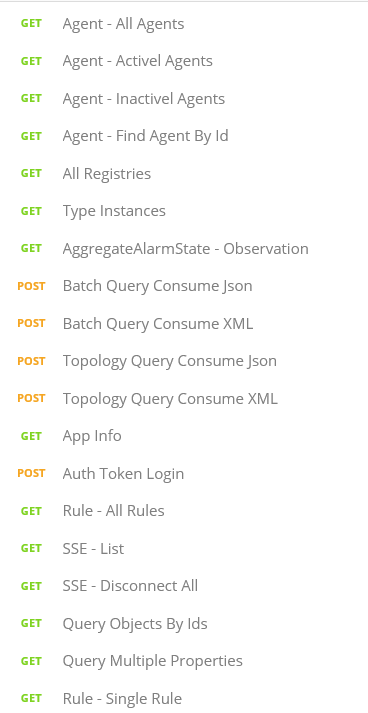 GET Agent - All Agents
GET Agent - Activel Agents
GET Agent - Inactivel Agents
GET Agent - Find Agent By Id
GET All Registries
GET Type Instances
GET AggregateAlarmState - Observation
POST Batch Query Consume Json
POST Batch Query Consume XML
POST Topology Query Consume Json
POST Topology Query Consume XML
GET App Info
POST Auth Token Login
GET Rule - All Rules
GET SSE - List
GET SSE - Disconnect All
GET Query Objects By Ids
GET Query Multiple Properties
GET Rule - Single Rule